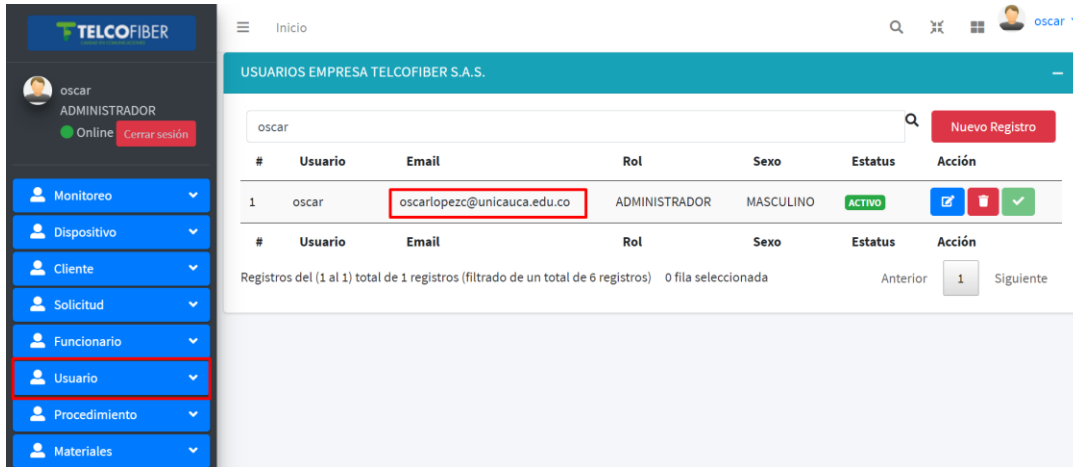 TELCOFIBER
Inicio
oscar
oscar
ADMINISTRADOR
Online Cerrar sesión
Monitoreo
Dispositivo
Cliente
Solicitud
Funcionario
Usuario
Procedimiento
Materiales
USUARIOS EMPRESA TELCOFIBER S.A.S.
oscar
Nuevo Registro
# Usuario Email Rol Sexo Estatus Acción
1 oscar oscarlopezc@unicauca.edu.co ADMINISTRADOR MASCULINO ACTIVO
# Usuario Email Rol Sexo Estatus Acción
Registros del (1 al 1) total de 1 registros (filtrado de un total de 6 registros) 0 fila seleccionada Anterior 1 Siguiente